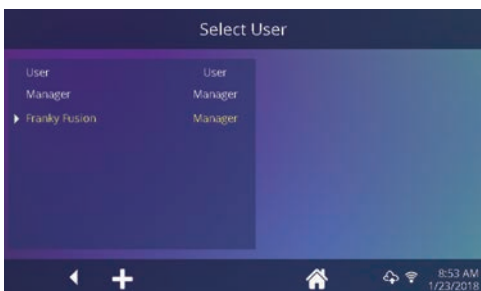 Select User
User User
Manager Manager
Franky Fusion Manager
8:53 AM
1/23/2018